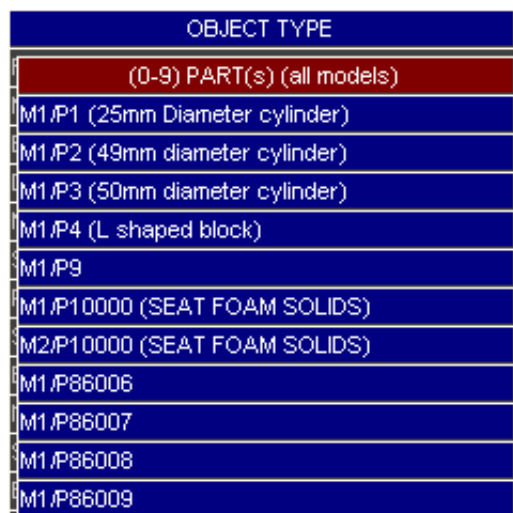 OBJECT TYPE
(0-9) PART(s) (all models)
M1/P1 (25mm Diameter cylinder)
M1/P2 (49mm diameter cylinder)
M1/P3 (50mm diameter cylinder)
M1/P4 (L shaped block)
M1/P9
M1/P10000 (SEAT FOAM SOLIDS)
M2/P10000 (SEAT FOAM SOLIDS)
M1/P86006
M1/P86007
M1/P86008
M1/P86009